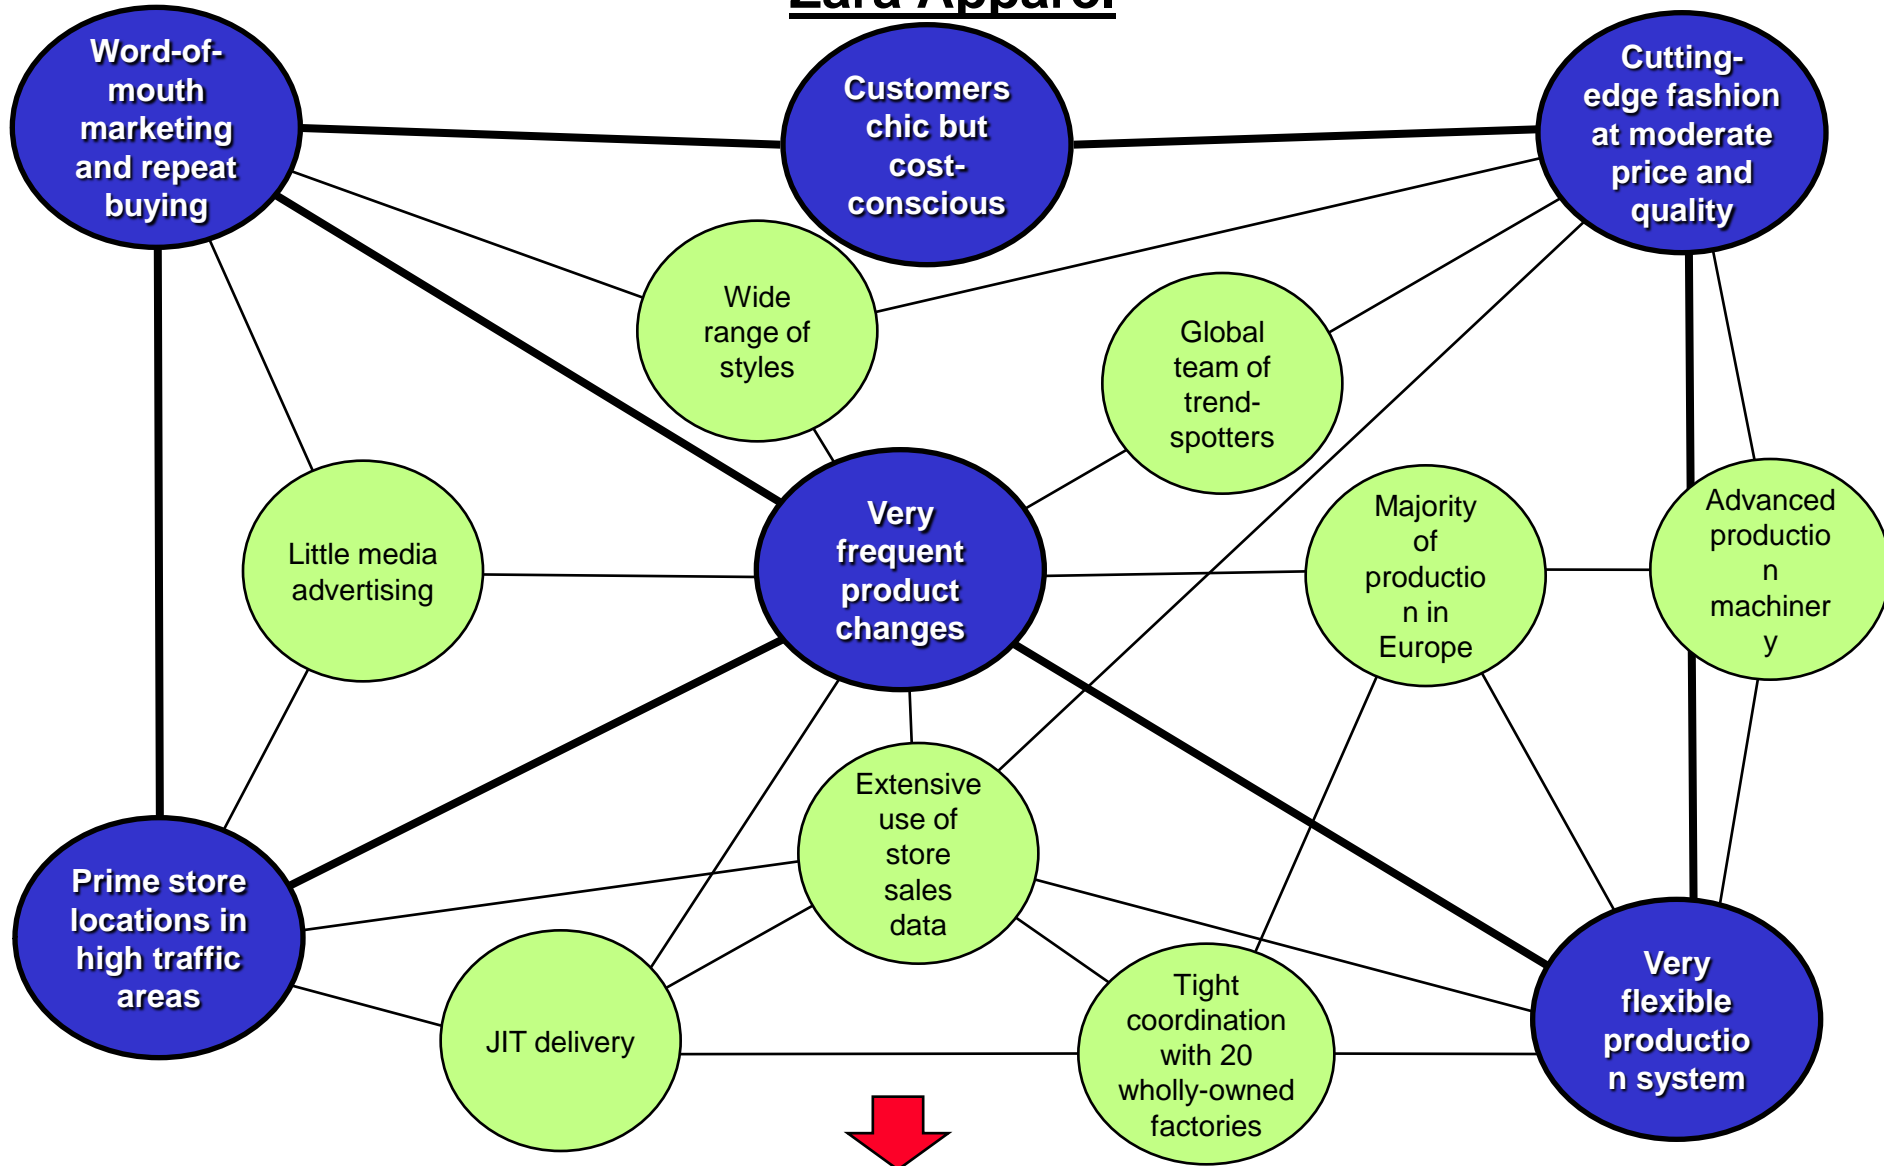 Zara Apparel
Word-of-
mouth
marketing
and repeat
buying
Customers
chic but
cost-
conscious
Cutting-
edge fashion
at moderate
price and
quality
Wide
range of
styles
Global
team of
trend-
spotters
Little media
advertising
Very
frequent
product
changes
Majority
of
productio
n in
Europe
Advanced
productio
n
machiner
y
Extensive
use of
store
sales
data
Prime store
locations in
high traffic
areas
JIT delivery
Tight
coordination
with 20
wholly-owned
factories
Very
flexible
productio
n system